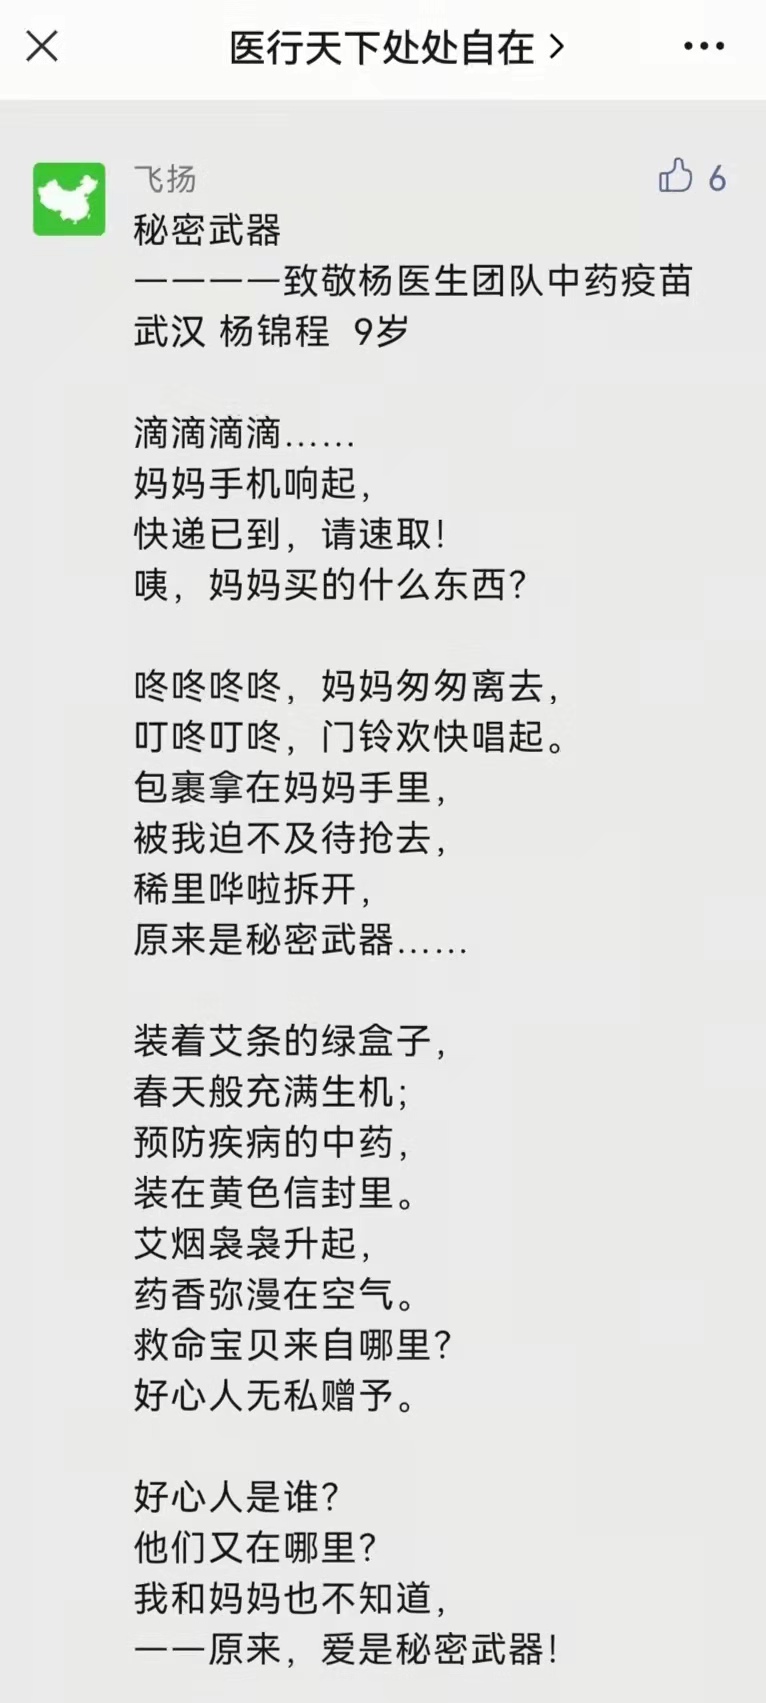 医行天下处处自在 >
飞扬
6
秘密武器
————致敬杨医生团队中药疫苗
武汉 杨锦程 9岁
滴滴滴滴……
妈妈手机响起，
快递已到，请速取！
咦，妈妈买的什么东西？
咚咚咚咚，妈妈匆匆离去，
叮咚叮咚，门铃欢快唱起。
包裹拿在妈妈手里，
被我迫不及待抢去，
稀里哗啦拆开，
原来是秘密武器……
装着艾条的绿盒子，
春天般充满生机；
预防疾病的中药，
装在黄色信封里。
艾烟袅袅升起，
药香弥漫在空气。
救命宝贝来自哪里？
好心人无私赠予。
好心人是谁？
他们又在哪里？
我和妈妈也不知道，
——原来，爱是秘密武器！